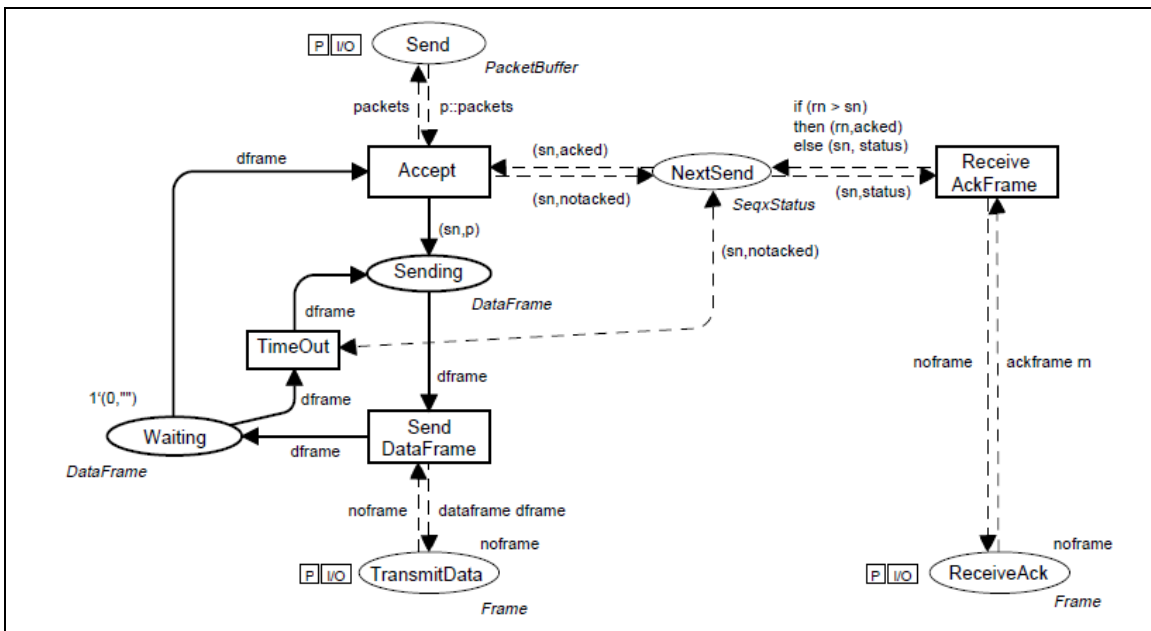 P I/O Send
PacketBuffer
packets p::packets
if (rn > sn)
then (rn,acked)
else (sn, status)
dframe
(sn,acked)
Accept
NextSend
Receive
AckFrame
(sn,notacked)
(sn,status)
SeqxStatus
(sn,p)
(sn,notacked)
Sending
DataFrame
dframe
TimeOut
noframe ackframe rn
dframe
dframe
1'(0,"")
Waiting
Send
DataFrame
dframe
DataFrame
noframe dataframe dframe
noframe
noframe
P I/O TransmitData
P I/O ReceiveAck
Frame
Frame